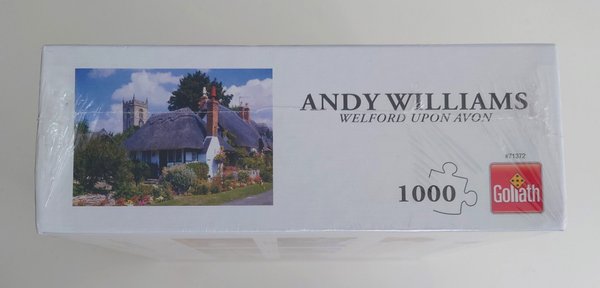 ANDY WILLIAMS
WELFORD UPON AVON
#71372
1000
Goliath